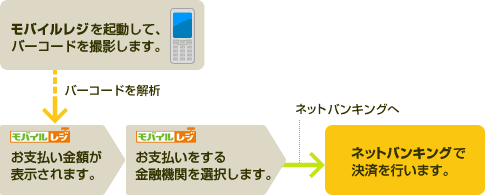 モバイルレジを起動して、
バーコードを撮影します。
バーコードを解析
ネットバンキングへ
モバイルレジ
お支払い金額が
表示されます。
モバイルレジ
お支払いをする
金融機関を選択します。
ネットバンキングで
決済を行います。